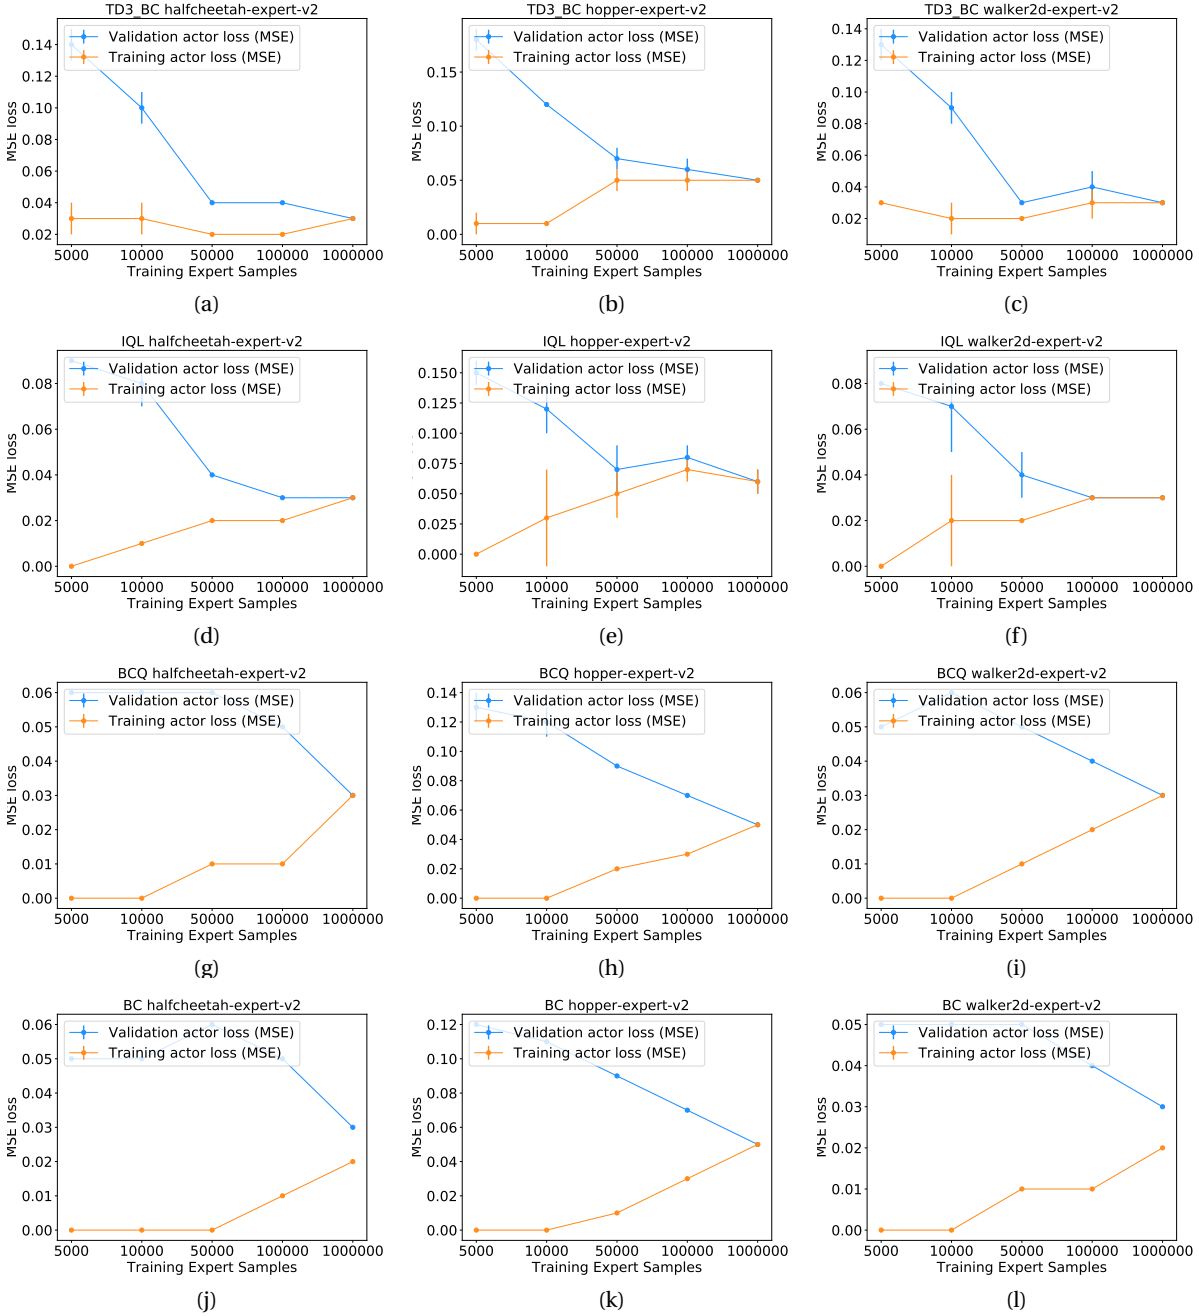 TD3_BC halfcheetah-expert-v2
Validation actor loss (MSE)
Training actor loss (MSE)
MSE loss
0.14
0.12
0.10
0.08
0.06
0.04
0.02
5000 10000 50000 100000 1000000
Training Expert Samples
(a)
TD3_BC hopper-expert-v2
Validation actor loss (MSE)
Training actor loss (MSE)
MSE loss
0.15
0.10
0.05
0.00
5000 10000 50000 100000 1000000
Training Expert Samples
(b)
TD3_BC walker2d-expert-v2
Validation actor loss (MSE)
Training actor loss (MSE)
MSE loss
0.14
0.12
0.10
0.08
0.06
0.04
0.02
5000 10000 50000 100000 1000000
Training Expert Samples
(c)
IQL halfcheetah-expert-v2
Validation actor loss (MSE)
Training actor loss (MSE)
MSE loss
0.08
0.06
0.04
0.02
0.00
5000 10000 50000 100000 1000000
Training Expert Samples
(d)
IQL hopper-expert-v2
Validation actor loss (MSE)
Training actor loss (MSE)
0.150
0.125
0.100
0.075
0.050
0.025
0.000
5000 10000 50000 100000 1000000
Training Expert Samples
(e)
IQL walker2d-expert-v2
Validation actor loss (MSE)
Training actor loss (MSE)
MSE loss
0.08
0.06
0.04
0.02
0.00
5000 10000 50000 100000 1000000
Training Expert Samples
(f)
BCQ halfcheetah-expert-v2
Validation actor loss (MSE)
Training actor loss (MSE)
MSE loss
0.06
0.05
0.04
0.03
0.02
0.01
0.00
5000 10000 50000 100000 1000000
Training Expert Samples
(g)
BCQ hopper-expert-v2
Validation actor loss (MSE)
Training actor loss (MSE)
MSE loss
0.14
0.12
0.10
0.08
0.06
0.04
0.02
0.00
5000 10000 50000 100000 1000000
Training Expert Samples
(h)
BCQ walker2d-expert-v2
Validation actor loss (MSE)
Training actor loss (MSE)
MSE loss
0.06
0.05
0.04
0.03
0.02
0.01
0.00
5000 10000 50000 100000 1000000
Training Expert Samples
(i)
BC halfcheetah-expert-v2
Validation actor loss (MSE)
Training actor loss (MSE)
MSE loss
0.06
0.05
0.04
0.03
0.02
0.01
0.00
5000 10000 50000 100000 1000000
Training Expert Samples
(j)
BC hopper-expert-v2
Validation actor loss (MSE)
Training actor loss (MSE)
MSE loss
0.12
0.10
0.08
0.06
0.04
0.02
0.00
5000 10000 50000 100000 1000000
Training Expert Samples
(k)
BC walker2d-expert-v2
Validation actor loss (MSE)
Training actor loss (MSE)
MSE loss
0.05
0.04
0.03
0.02
0.01
0.00
5000 10000 50000 100000 1000000
Training Expert Samples
(l)